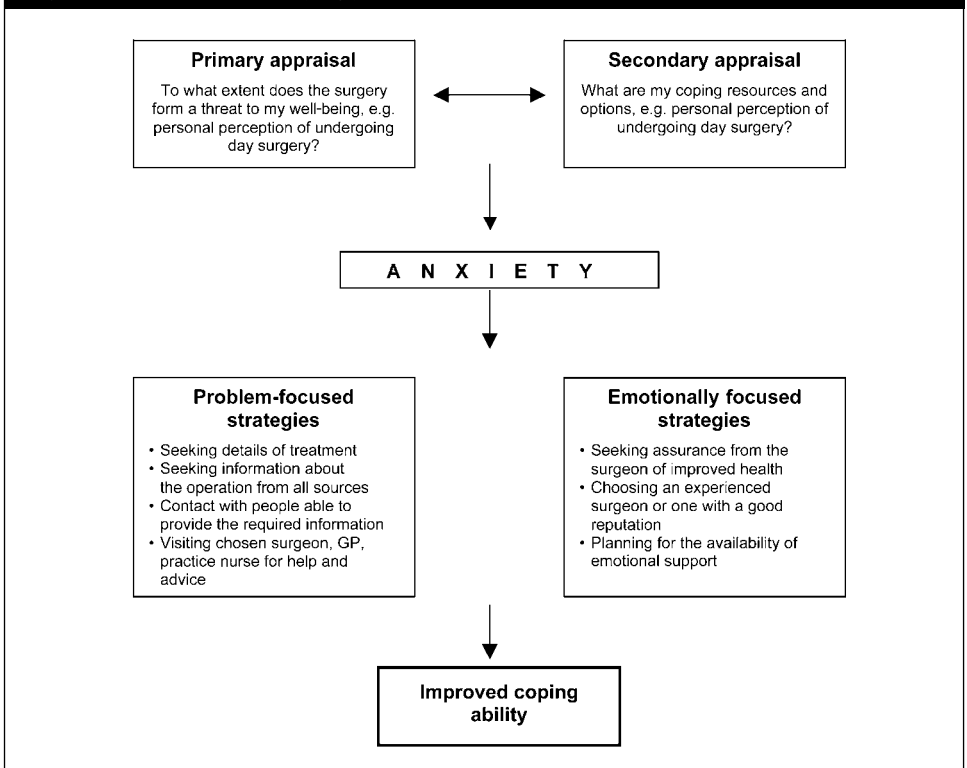 Primary appraisal
To what extent does the surgery
form a threat to my well-being, e.g.
personal perception of undergoing
day surgery?
Secondary appraisal
What are my coping resources and
options, e.g. personal perception of
undergoing day surgery?
A N X I E T Y
Problem-focused
strategies
• Seeking details of treatment
• Seeking information about
the operation from all sources
• Contact with people able to
provide the required information
• Visiting chosen surgeon, GP,
practice nurse for help and
advice
Emotionally focused
strategies
• Seeking assurance from the
surgeon of improved health
• Choosing an experienced
surgeon or one with a good
reputation
• Planning for the availability of
emotional support
Improved coping
ability